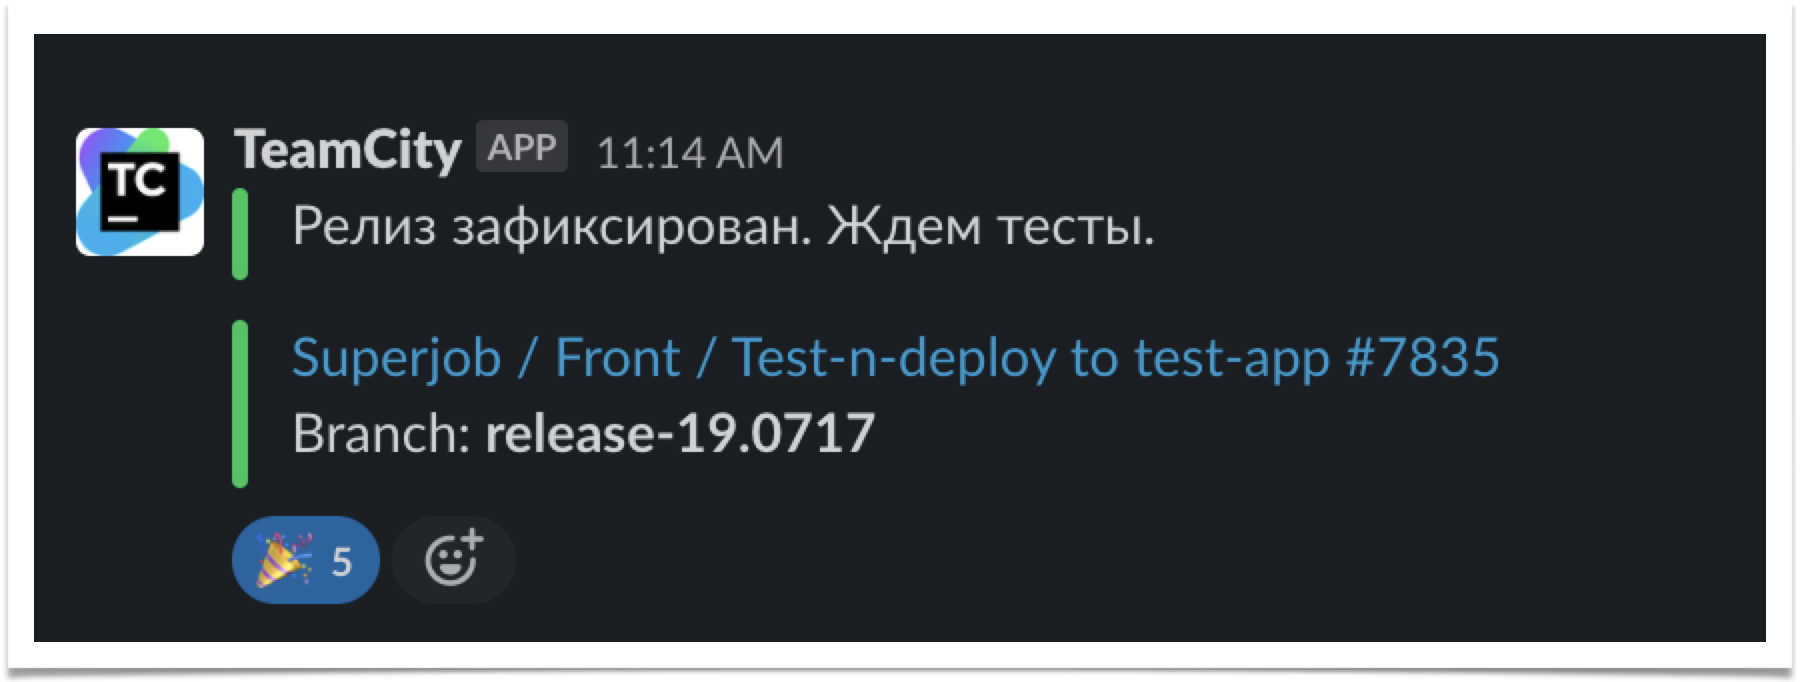 TC
TeamCity APP 11:14 AM
Релиз зафиксирован. Ждем тесты.
Superjob / Front / Test-n-deploy to test-app #7835
Branch: release-19.0717
5